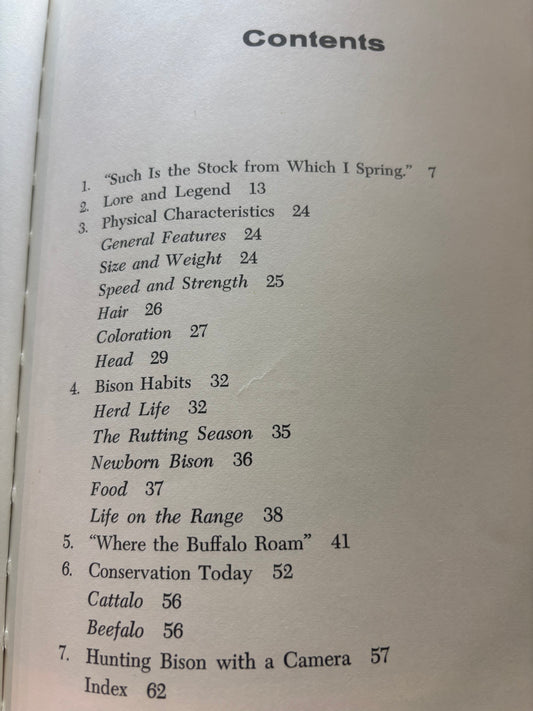 Contents
1. “Such Is the Stock from Which I Spring.” 7
2. Lore and Legend 13
3. Physical Characteristics 24
General Features 24
Size and Weight 24
Speed and Strength 25
Hair 26
Coloration 27
Head 29
4. Bison Habits 32
Herd Life 32
The Rutting Season 35
Newborn Bison 36
Food 37
Life on the Range 38
5. “Where the Buffalo Roam” 41
6. Conservation Today 52
Cattalo 56
Beefalo 56
7. Hunting Bison with a Camera 57
Index 62